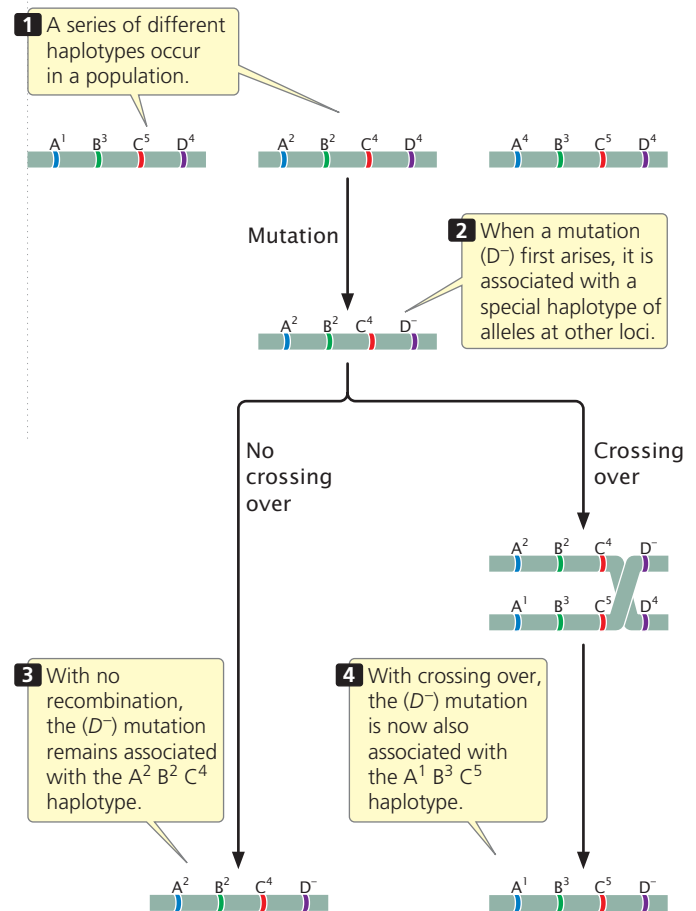 1 A series of different
haplotypes occur
in a population.
A¹ B³ C⁵ D⁴
A² B² C⁴ D⁴
A⁴ B³ C⁵ D⁴
Mutation
2 When a mutation
(D⁻) first arises, it is
associated with a
special haplotype of
alleles at other loci.
A² B² C⁴ D⁻
No
crossing
over
Crossing
over
A² B² C⁴ D⁻
A¹ B³ C⁵ D⁴
3 With no
recombination,
the (D⁻) mutation
remains associated
with the A² B² C⁴
haplotype.
4 With crossing over,
the (D⁻) mutation
is now also
associated with
the A¹ B³ C⁵
haplotype.
A² B² C⁴ D⁻
A¹ B³ C⁵ D⁻